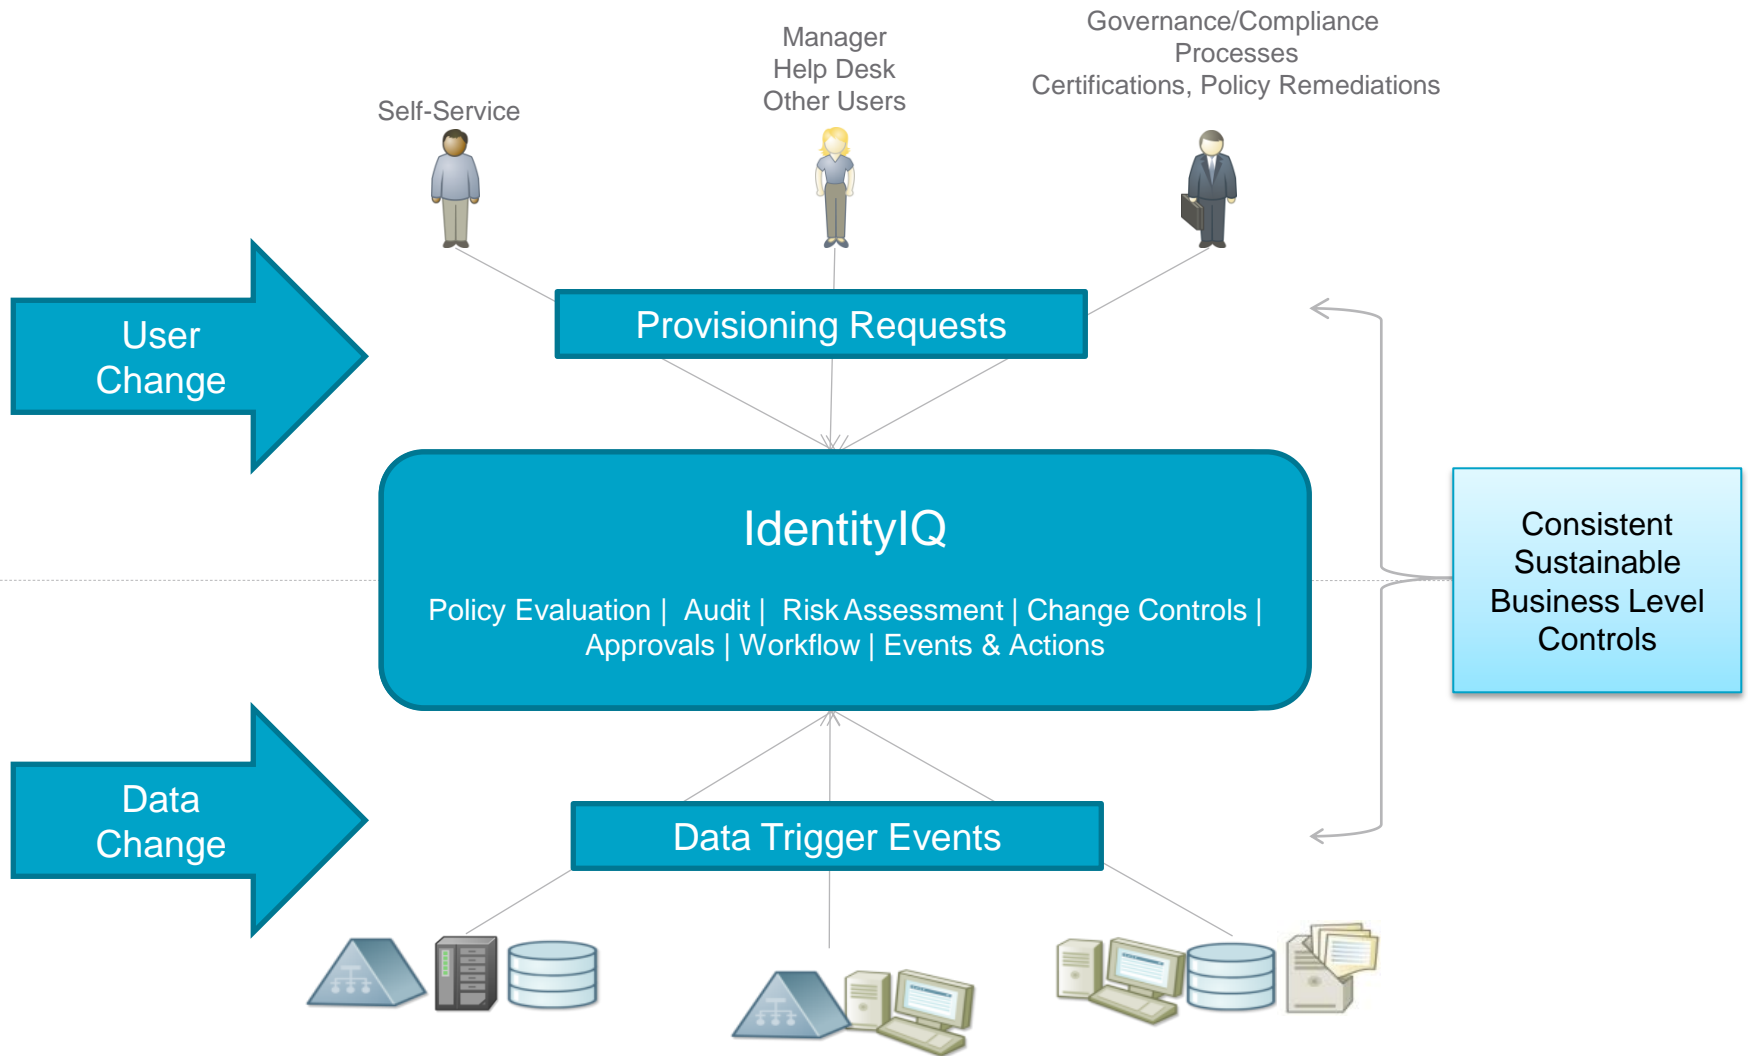 Governance/Compliance
Processes
Certifications, Policy Remediations
Manager
Help Desk
Other Users
Self-Service
User
Change
Provisioning Requests
IdentityIQ
Policy Evaluation | Audit | Risk Assessment | Change Controls |
Approvals | Workflow | Events & Actions
Consistent
Sustainable
Business Level
Controls
Data
Change
Data Trigger Events